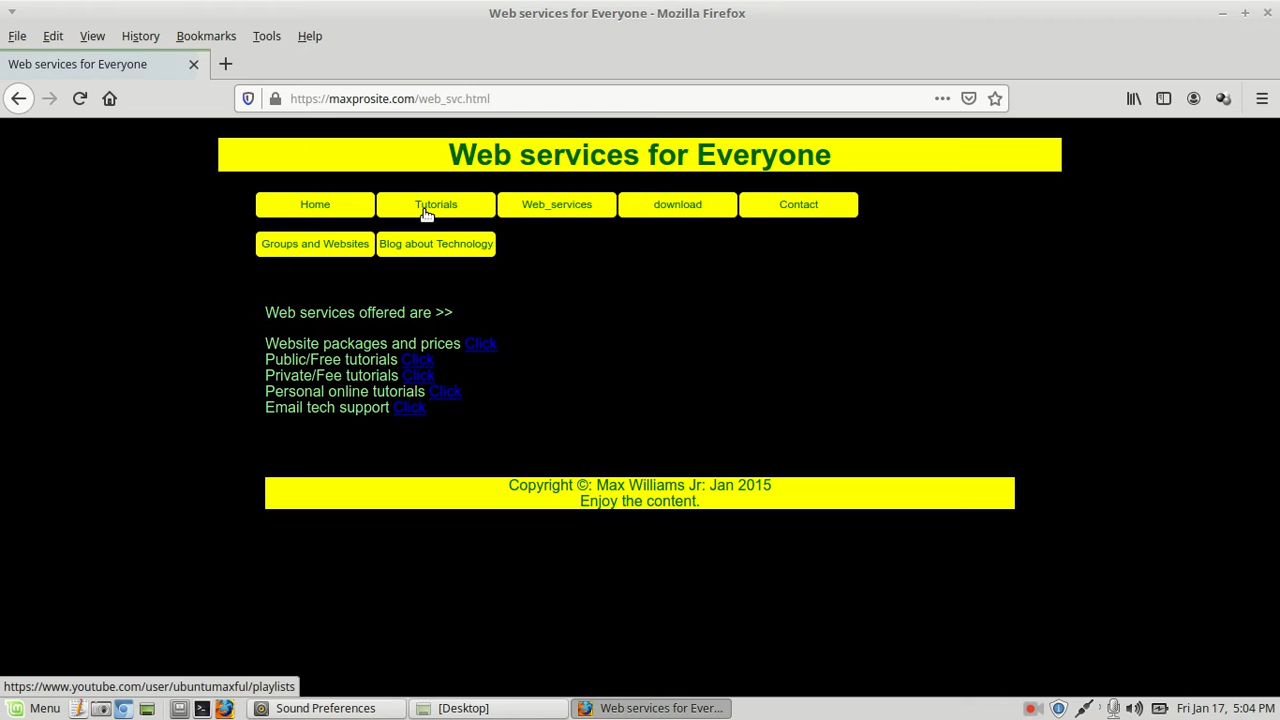 Web services for Everyone - Mozilla Firefox
File Edit View History Bookmarks Tools Help
Web services for Everyone
https://maxprosite.com/web_svc.html
Web services for Everyone
Home Tutorials Web_services download Contact
Groups and Websites Blog about Technology
Web services offered are >>
Website packages and prices Click
Public/Free tutorials Click
Private/Fee tutorials Click
Personal online tutorials Click
Email tech support Click
Copyright ©: Max Williams Jr: Jan 2015
Enjoy the content.
https://www.youtube.com/user/ubuntumaxful/playlists
Menu Sound Preferences [Desktop] Web services for Ever... Fri Jan 17, 5:04 PM